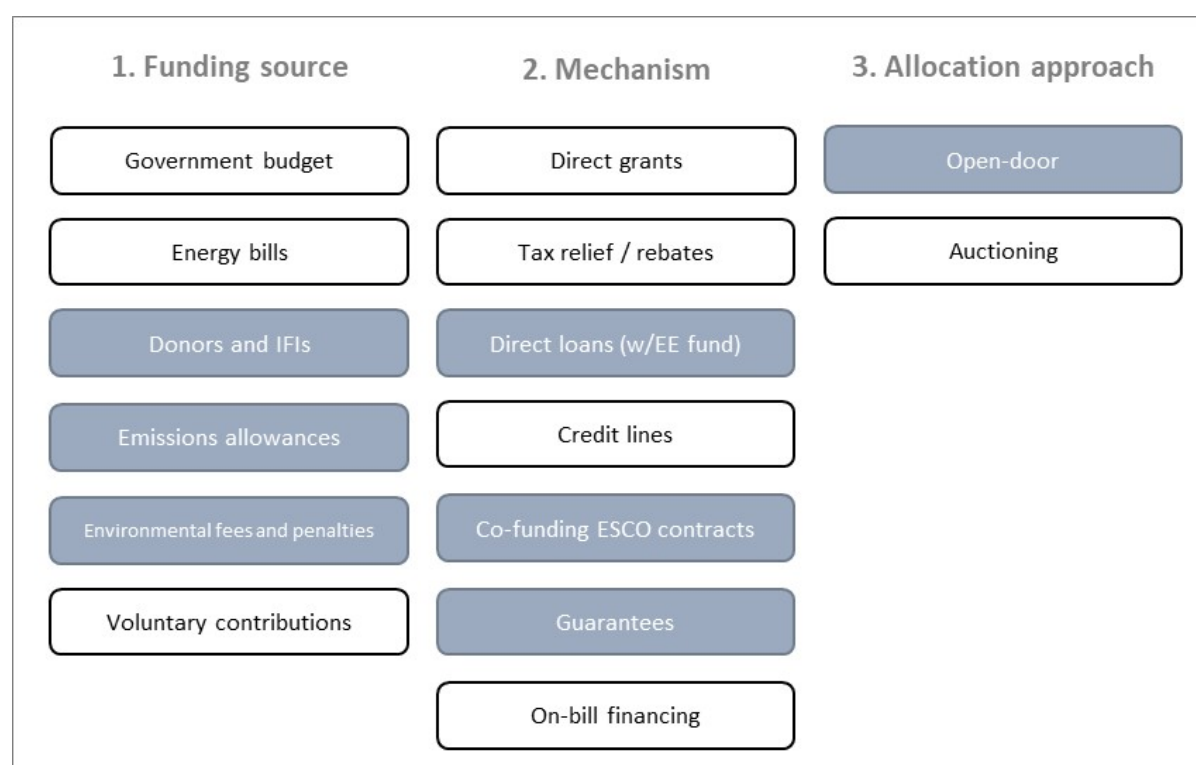 1. Funding source
Government budget
Energy bills
Donors and IFIs
Emissions allowances
Environmental fees and penalties
Voluntary contributions
2. Mechanism
Direct grants
Tax relief / rebates
Direct loans (w/EE fund)
Credit lines
Co-funding ESCO contracts
Guarantees
On-bill financing
3. Allocation approach
Open-door
Auctioning